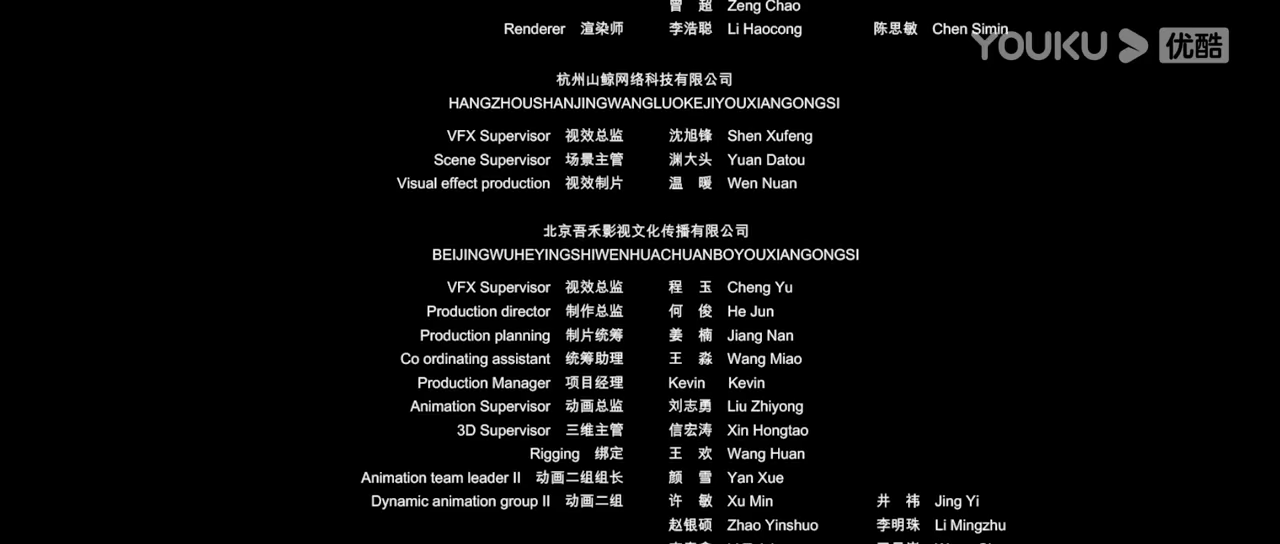 曾 超 Zeng Chao
Renderer 渲染师 李浩聪 Li Haocong 陈思敏 Chen Simin
YOUKU 优酷
杭州山鲸网络科技有限公司
HANGZHOUSHANJINGWANGLUOKEJIYOUXIANGONGSI
VFX Supervisor 视效总监 沈旭锋 Shen Xufeng
Scene Supervisor 场景主管 渊大头 Yuan Datou
Visual effect production 视效制片 温 暖 Wen Nuan
北京吾禾影视文化传播有限公司
BEIJINGWUHEYINGSHIWENHUACHUANBOYOUXIANGONGSI
VFX Supervisor 视效总监 程 玉 Cheng Yu
Production director 制作总监 何 俊 He Jun
Production planning 制片统筹 姜 楠 Jiang Nan
Co ordinating assistant 统筹助理 王 淼 Wang Miao
Production Manager 项目经理 Kevin Kevin
Animation Supervisor 动画总监 刘志勇 Liu Zhiyong
3D Supervisor 三维主管 信宏涛 Xin Hongtao
Rigging 绑定 王 欢 Wang Huan
Animation team leader II 动画二组组长 颜 雪 Yan Xue
Dynamic animation group II 动画二组 许 敏 Xu Min 井 祎 Jing Yi
赵银硕 Zhao Yinshuo 李明珠 Li Mingzhu